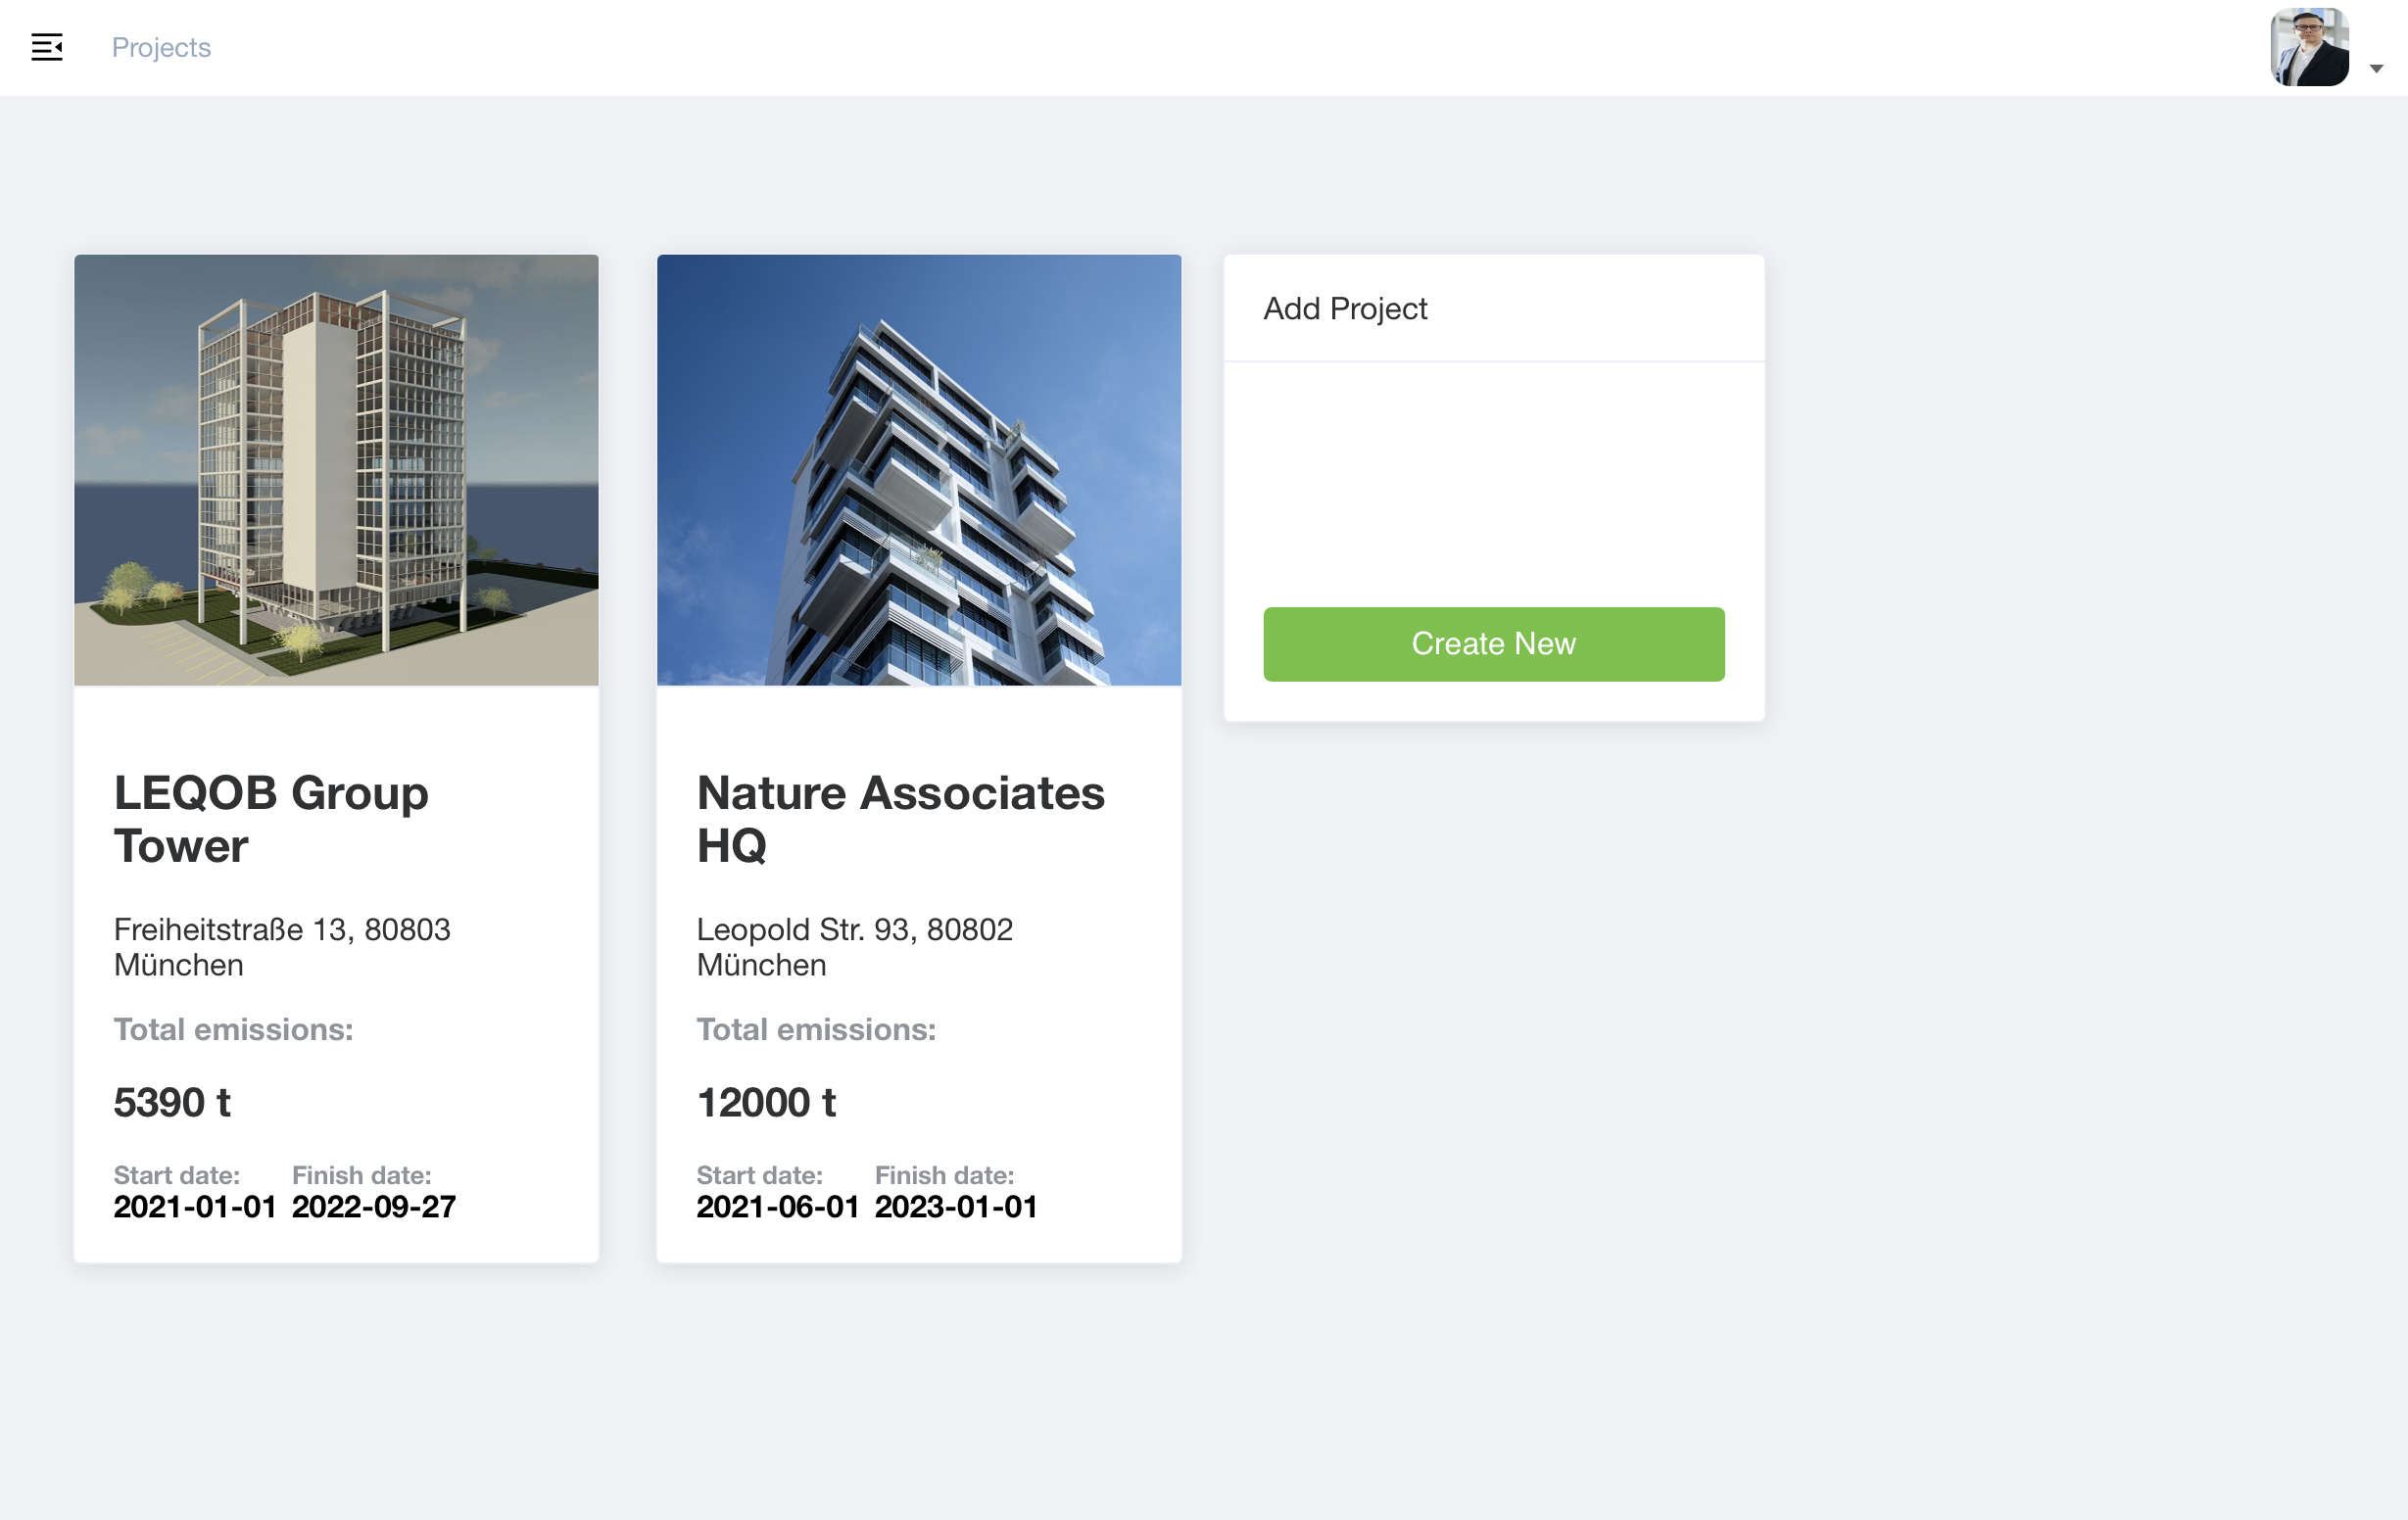 Projects
LEQOB Group
Tower
Freiheitstraße 13, 80803
München
Total emissions:
5390 t
Start date: Finish date:
2021-01-01 2022-09-27
Nature Associates
HQ
Leopold Str. 93, 80802
München
Total emissions:
12000 t
Start date: Finish date:
2021-06-01 2023-01-01
Add Project
Create New